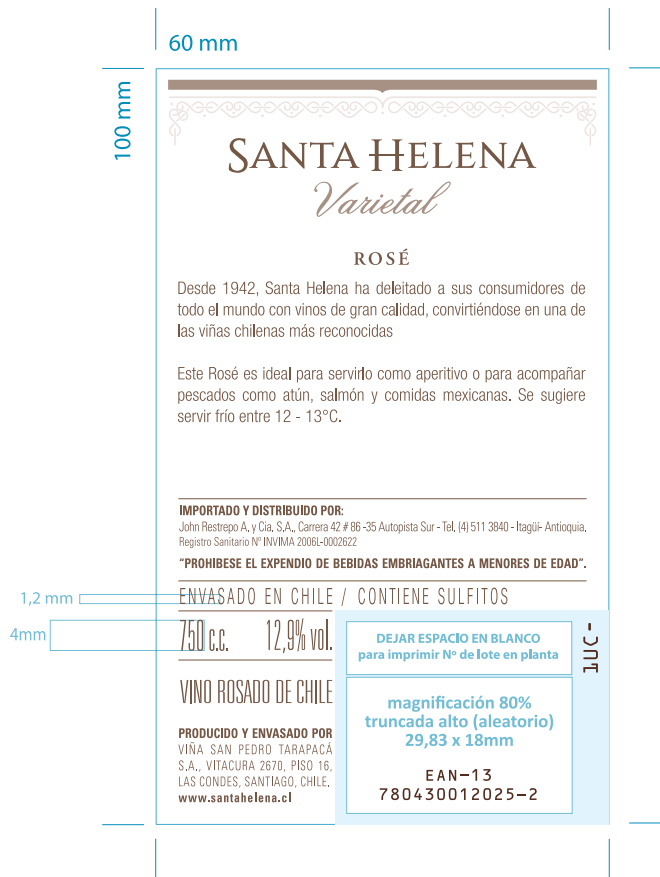 60 mm
100 mm
SANTA HELENA
Varietal
ROSÉ
Desde 1942, Santa Helena ha deleitado a sus consumidores de
todo el mundo con vinos de gran calidad, convirtiéndose en una de
las viñas chilenas más reconocidas
Este Rosé es ideal para servirlo como aperitivo o para acompañar
pescados como atún, salmón y comidas mexicanas. Se sugiere
servir frío entre 12 - 13°C.
IMPORTADO Y DISTRIBUIDO POR:
John Restrepo A. y Cia. S.A., Carrera 42 # 86 -35 Autopista Sur - Tel. (4) 511 3840 - Itagüi- Antioquia.
Registro Sanitario Nº INVIMA 2006L-0002622
"PROHIBESE EL EXPENDIO DE BEBIDAS EMBRIAGANTES A MENORES DE EDAD".
1,2 mm
ENVASADO EN CHILE / CONTIENE SULFITOS
4mm
750 c.c. 12,9% vol.
VINO ROSADO DE CHILE
PRODUCIDO Y ENVASADO POR
VIÑA SAN PEDRO TARAPACÁ
S.A., VITACURA 2670, PISO 16,
LAS CONDES, SANTIAGO, CHILE.
www.santahelena.cl
DEJAR ESPACIO EN BLANCO
para imprimir Nº de lote en planta
LUC-
magnificación 80%
truncada alto (aleatorio)
29,83 x 18mm
EAN-13
780430012025-2